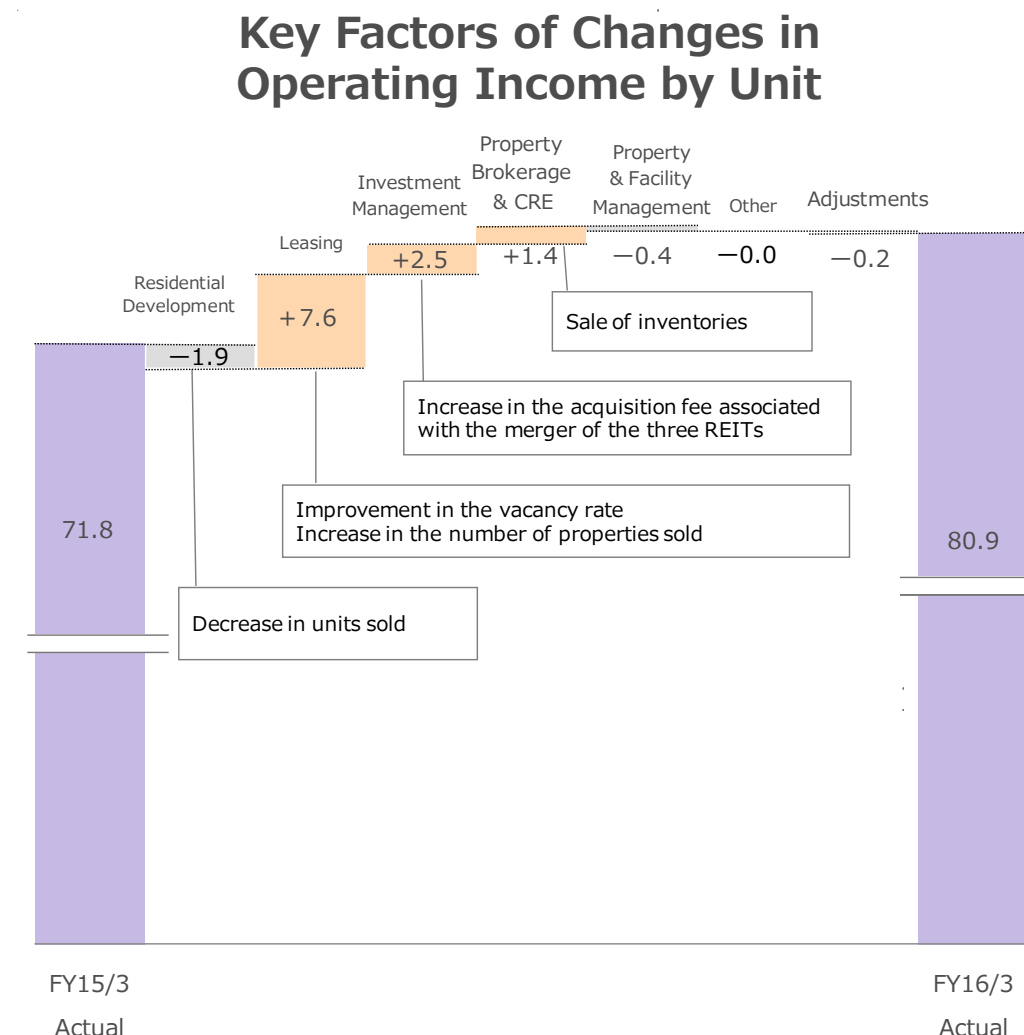 Key Factors of Changes in
Operating Income by Unit
Property
Brokerage
& CRE
Property
& Facility
Management
Investment
Management
Other
Adjustments
Leasing
Residential
Development
+2.5
+1.4
－0.4
－0.0
－0.2
+7.6
－1.9
Sale of inventories
Increase in the acquisition fee associated
with the merger of the three REITs
Improvement in the vacancy rate
Increase in the number of properties sold
71.8
80.9
Decrease in units sold
FY15/3
Actual
FY16/3
Actual